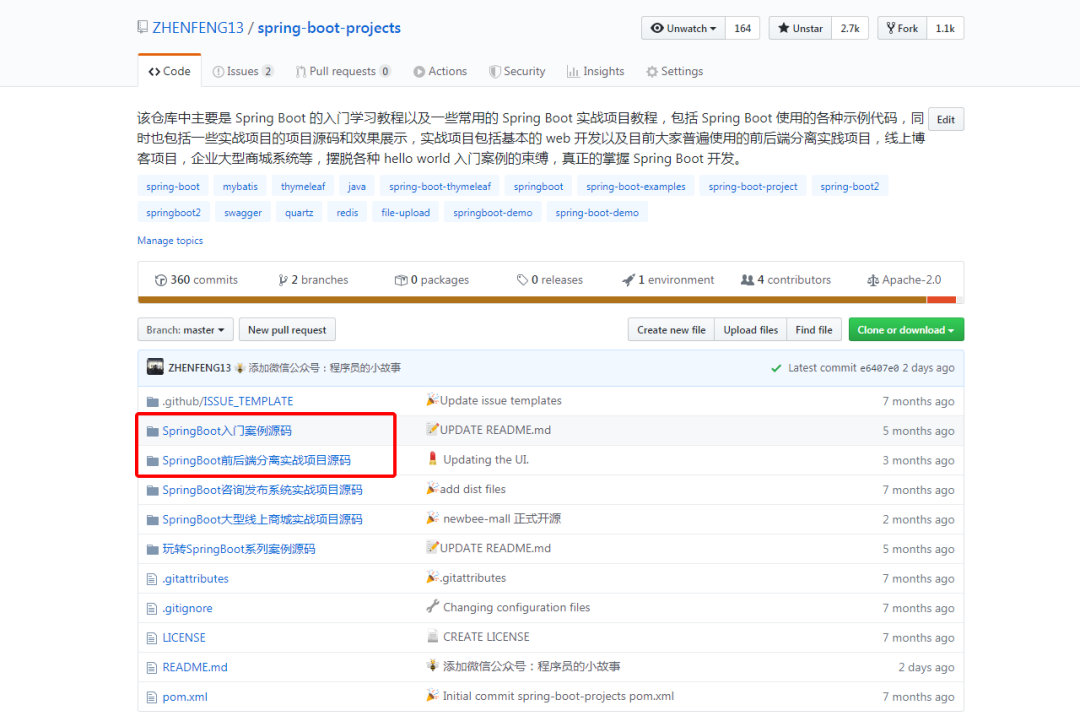 ZHENFENG13 / spring-boot-projects
Unwatch 164 Unstar 2.7k Fork 1.1k
Code Issues 2 Pull requests 0 Actions Security Insights Settings
该仓库中主要是 Spring Boot 的入门学习教程以及一些常用的 Spring Boot 实战项目教程，包括 Spring Boot 使用的各种示例代码，同 Edit
时也包括一些实战项目的项目源码和效果展示，实战项目包括基本的 web 开发以及目前大家普遍使用的前后端分离实践项目，线上博
客项目，企业大型商城系统等，摆脱各种 hello world 入门案例的束缚，真正的掌握 Spring Boot 开发。
spring-boot mybatis thymeleaf java spring-boot-thymeleaf springboot spring-boot-examples spring-boot-project spring-boot2
springboot2 swagger quartz redis file-upload springboot-demo spring-boot-demo
Manage topics
360 commits 2 branches 0 packages 0 releases 1 environment 4 contributors Apache-2.0
Branch: master New pull request Create new file Upload files Find file Clone or download
ZHENFENG13 添加微信公众号：程序员的小故事 Latest commit e6407e0 2 days ago
.github/ISSUE_TEMPLATE Update issue templates 7 months ago
SpringBoot入门案例源码 UPDATE README.md 5 months ago
SpringBoot前后端分离实战项目源码 Updating the UI. 3 months ago
SpringBoot咨询发布系统实战项目源码 add dist files 7 months ago
SpringBoot大型线上商城实战项目源码 newbee-mall 正式开源 2 months ago
玩转SpringBoot系列案例源码 UPDATE README.md 5 months ago
.gitattributes .gitattributes 7 months ago
.gitignore Changing configuration files 7 months ago
LICENSE CREATE LICENSE 7 months ago
README.md 添加微信公众号：程序员的小故事 2 days ago
pom.xml Initial commit spring-boot-projects pom.xml 7 months ago